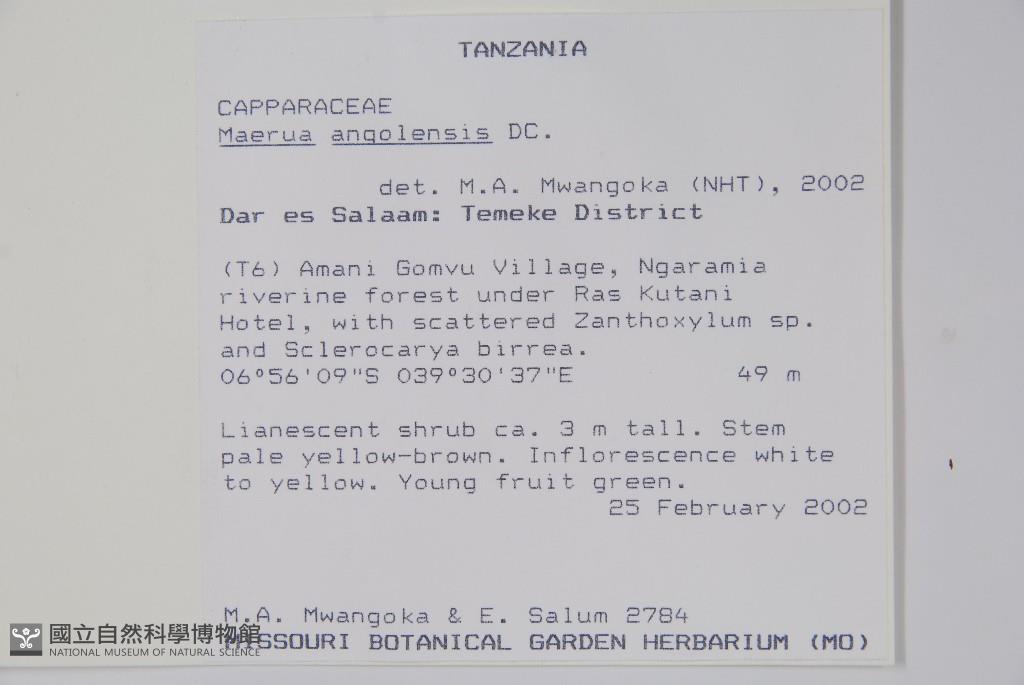 TANZANIA
CAPPARACEAE
Maerua angolensis DC.
det. M.A. Mwangoka (NHT), 2002
Dar es Salaam: Temeke District
(T6) Amani Gomvu Village, Ngaramia
riverine forest under Ras Kutani
Hotel, with scattered Zanthoxylum sp.
and Sclerocarya birrea.
06°56'09"S 039°30'37"E 49 m
Lianescent shrub ca. 3 m tall. Stem
pale yellow-brown. Inflorescence white
to yellow. Young fruit green.
25 February 2002
M.A. Mwangoka & E. Salum 2784
MISSOURI BOTANICAL GARDEN HERBARIUM (MO)
國立自然科學博物館
NATIONAL MUSEUM OF NATURAL SCIENCE